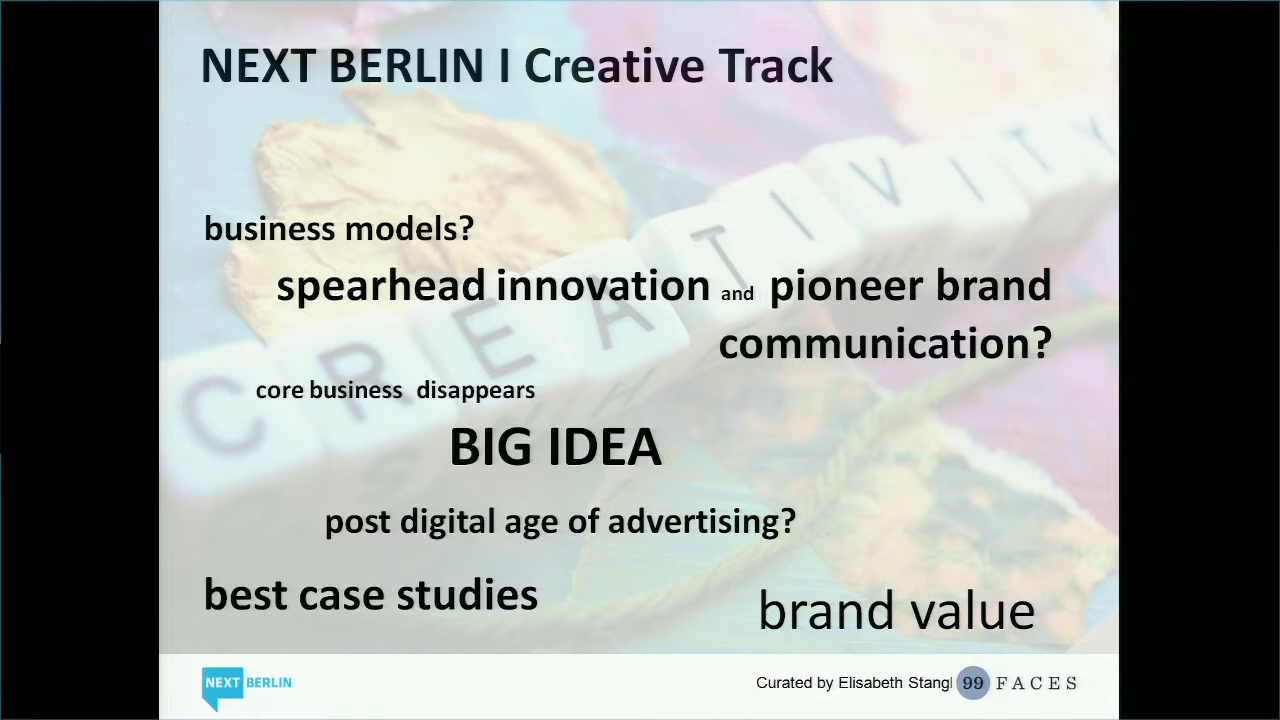 NEXT BERLIN I Creative Track
CREATIVITY
business models?
spearhead innovation and pioneer brand
communication?
core business disappears
BIG IDEA
post digital age of advertising?
best case studies
brand value
NEXT BERLIN
Curated by Elisabeth Stangl 99 FACES